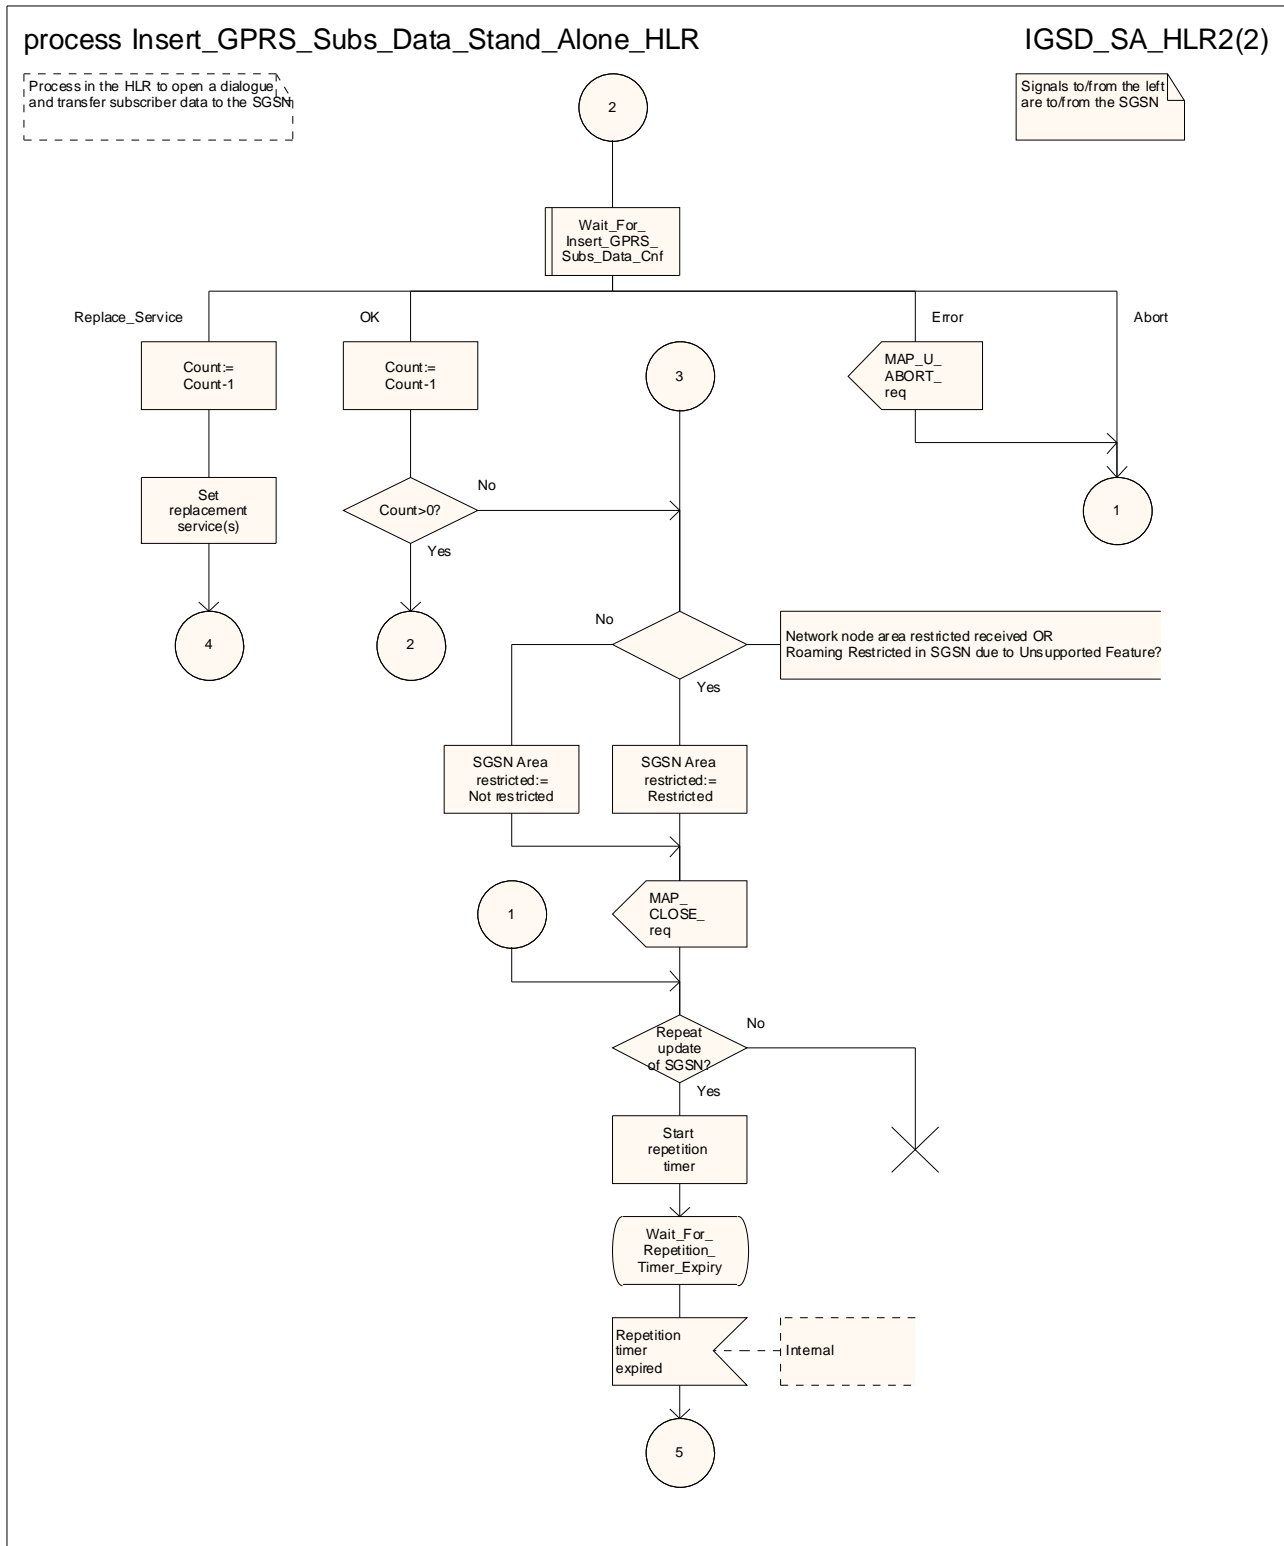 process Insert_GPRS_Subs_Data_Stand_Alone_HLR
IGSD_SA_HLR2(2)
Process in the HLR to open a dialogue
and transfer subscriber data to the SGSN
2
Signals to/from the left
are to/from the SGSN
Wait_For_
Insert_GPRS_
Subs_Data_Cnf
Replace_Service
OK
Error
Abort
Count:=
Count-1
Count:=
Count-1
3
MAP_U_
ABORT_
req
Set
replacement
service(s)
Count>0?
No
Yes
1
4
2
No
Yes
Network node area restricted received OR
Roaming Restricted in SGSN due to Unsupported Feature?
SGSN Area
restricted:=
Not restricted
SGSN Area
restricted:=
Restricted
1
MAP_
CLOSE_
req
Repeat
update
of SGSN?
No
Yes
Start
repetition
timer
Wait_For_
Repetition_
Timer_Expiry
Repetition
timer
expired
Internal
5